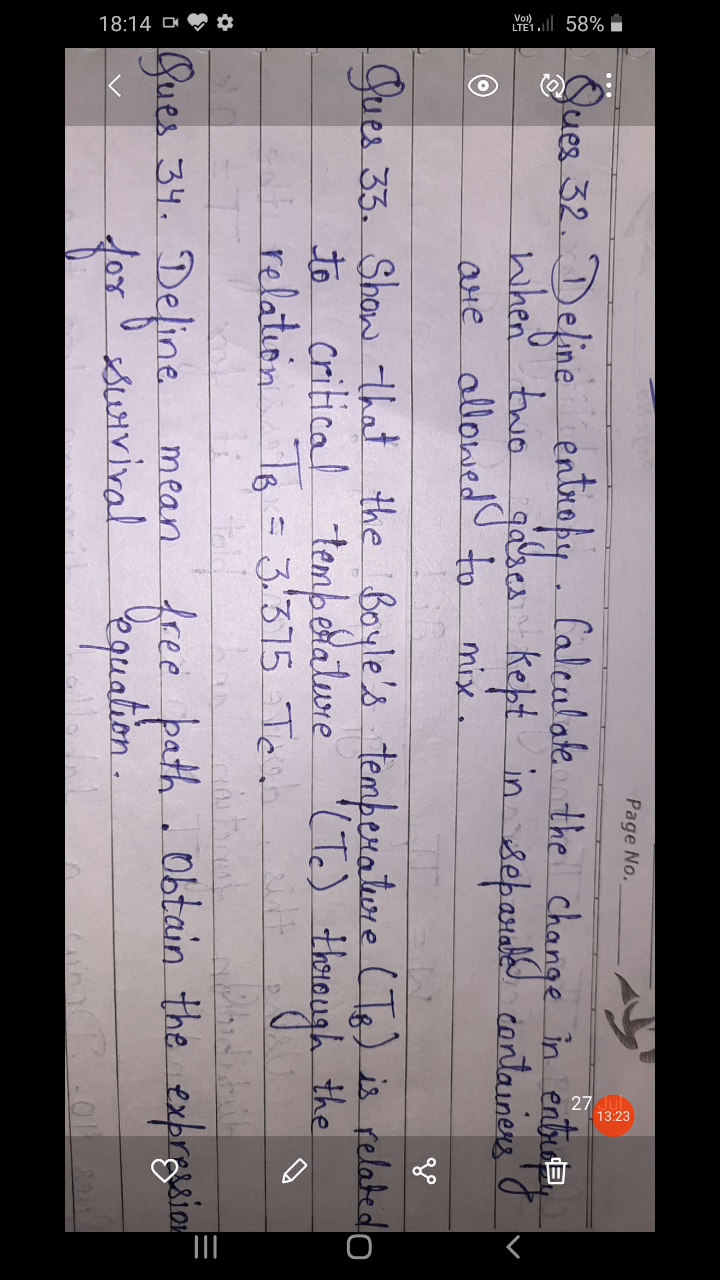 18:14
Vo)) LTE1 58%
Page No.
Ques 32. Define entropy. Calculate the change in entropy
when two gases kept in separate containers
are allowed to mix.
Ques 33. Show that the Boyle's temperature (TB) is related
to critical temperature (Tc) through the
relation TB = 3.375 Tc.
Ques 34. Define mean free path. Obtain the expression
for survival equation.
27 Jul
13:23